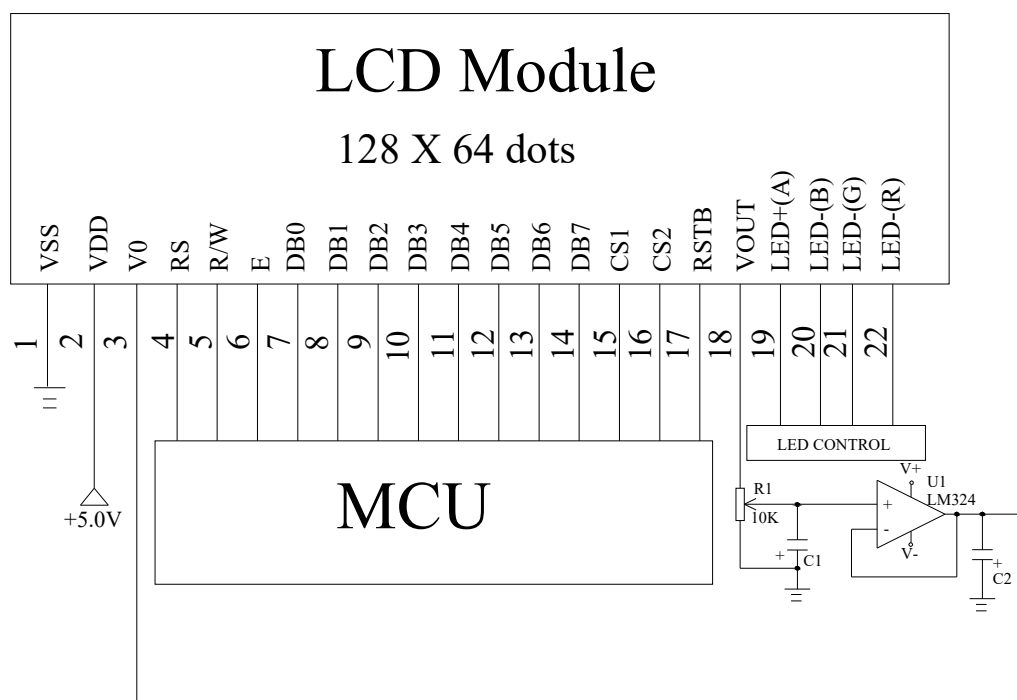 LCD Module
128 X 64 dots
VSS VDD V0 RS R/W E DB0 DB1 DB2 DB3 DB4 DB5 DB6 DB7 CS1 CS2 RSTB VOUT LED+(A) LED-(B) LED-(G) LED-(R)
1 2 3 4 5 6 7 8 9 10 11 12 13 14 15 16 17 18 19 20 21 22
LED CONTROL
MCU
+5.0V
R1
10K
+
C1
V+
U1
LM324
+
-
V-
+
C2